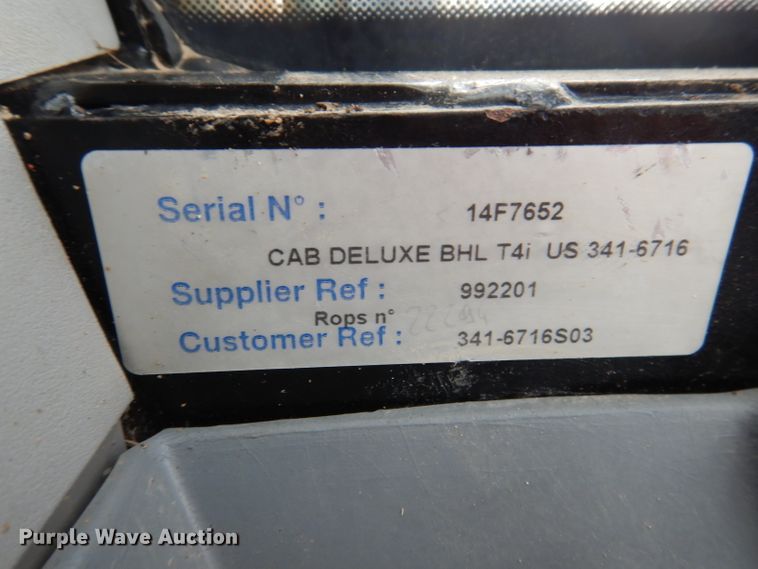 Serial N° : 14F7652
CAB DELUXE BHL T4i US 341-6716
Supplier Ref : 992201
Rops n°
Customer Ref : 341-6716S03
Purple Wave Auction